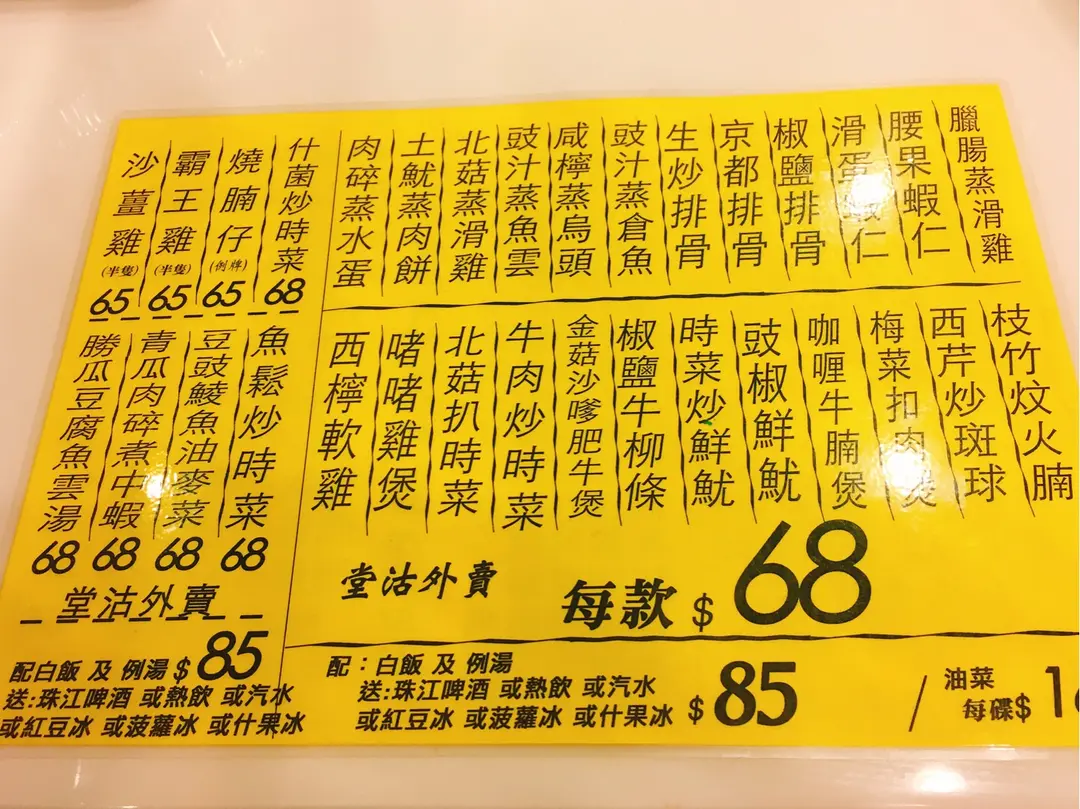 臘腸蒸滑雞
腰果蝦仁
滑蛋蝦仁
椒鹽排骨
京都排骨
生炒排骨
豉汁蒸倉魚
咸檸蒸烏頭
豉汁蒸魚雲
北菇蒸滑雞
土魷蒸肉餅
肉碎蒸水蛋
枝竹炆火腩
西芹炒斑球
梅菜扣肉煲
咖喱牛腩煲
豉椒鮮魷
時菜炒鮮魷
椒鹽牛柳條
金菇沙嗲肥牛煲
牛肉炒時菜
北菇扒時菜
啫啫雞煲
西檸軟雞
堂沽外賣 每款 $68
配：白飯 及 例湯
送:珠江啤酒 或熱飲 或汽水
或紅豆冰 或菠蘿冰 或什果冰 $85
/ 油菜
每碟$ 1
什菌炒時菜 68
燒腩仔(例牌) 65
霸王雞(半隻) 65
沙薑雞(半隻) 65
魚鬆炒時菜 68
豆豉鯪魚油麥菜 68
青瓜肉碎煮中蝦 68
勝瓜豆腐魚雲湯 68
堂沽外賣
配白飯 及 例湯 $85
送:珠江啤酒 或熱飲 或汽水
或紅豆冰 或菠蘿冰 或什果冰